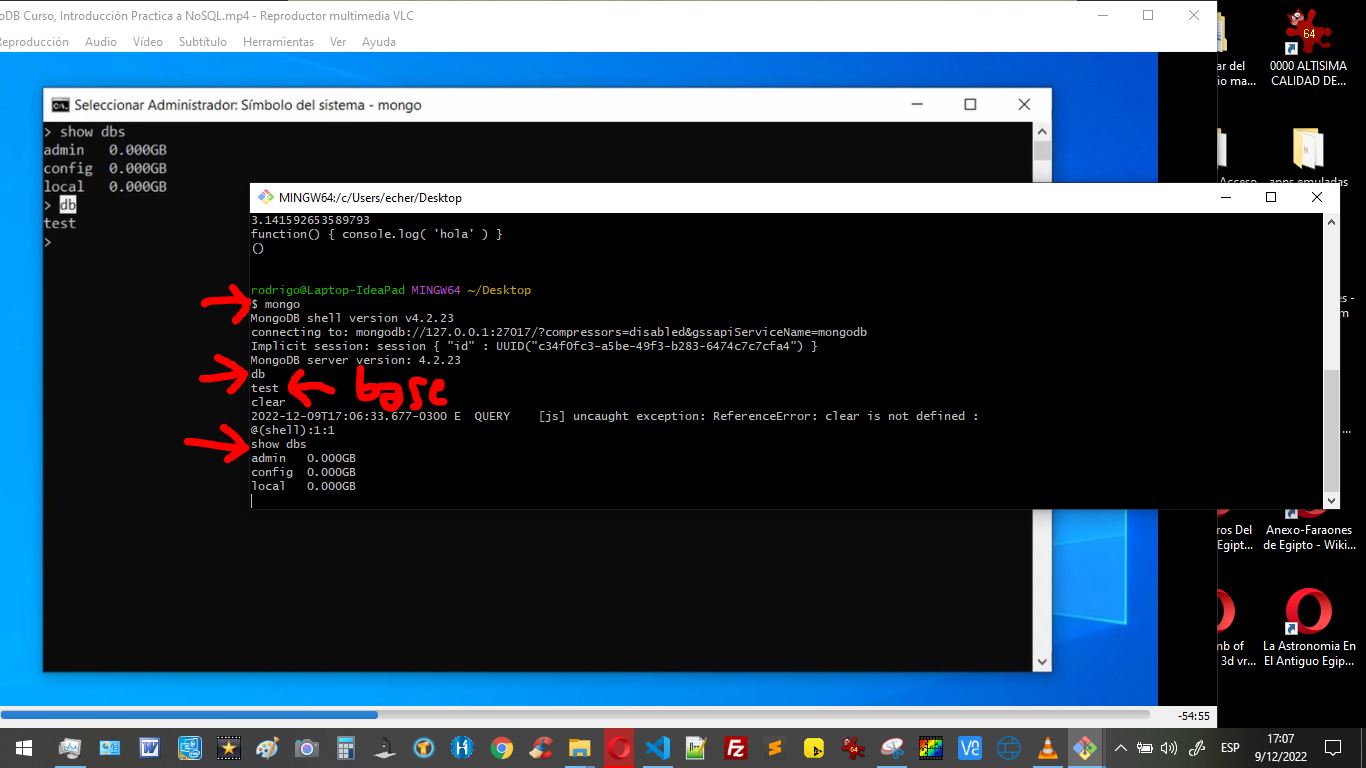 oDB Curso, Introducción Practica a NoSQL.mp4 - Reproductor multimedia VLC
Reproducción Audio Vídeo Subtítulo Herramientas Ver Ayuda
Seleccionar Administrador: Símbolo del sistema - mongo
> show dbs
admin 0.000GB
config 0.000GB
local 0.000GB
> db
test
>
MINGW64:/c/Users/echer/Desktop
3.141592653589793
function() { console.log( 'hola' ) }
()
rodrigo@Laptop-IdeaPad MINGW64 ~/Desktop
$ mongo
MongoDB shell version v4.2.23
connecting to: mongodb://127.0.0.1:27017/?compressors=disabled&gssapiServiceName=mongodb
Implicit session: session { "id" : UUID("c34f0fc3-a5be-49f3-b283-6474c7c7cfa4") }
MongoDB server version: 4.2.23
db
test
base
clear
2022-12-09T17:06:33.677-0300 E QUERY [js] uncaught exception: ReferenceError: clear is not defined :
@(shell):1:1
show dbs
admin 0.000GB
config 0.000GB
local 0.000GB
64
ar del
io ma...
0000 ALTISIMA
CALIDAD DE...
Acceso
apps emuladas
es -
m
...
ros Del
Egipt...
Anexo-Faraones
de Egipto - Wiki...
mb of
3d vr...
La Astronomia En
El Antiguo Egip...
-54:55
ESP
17:07
9/12/2022